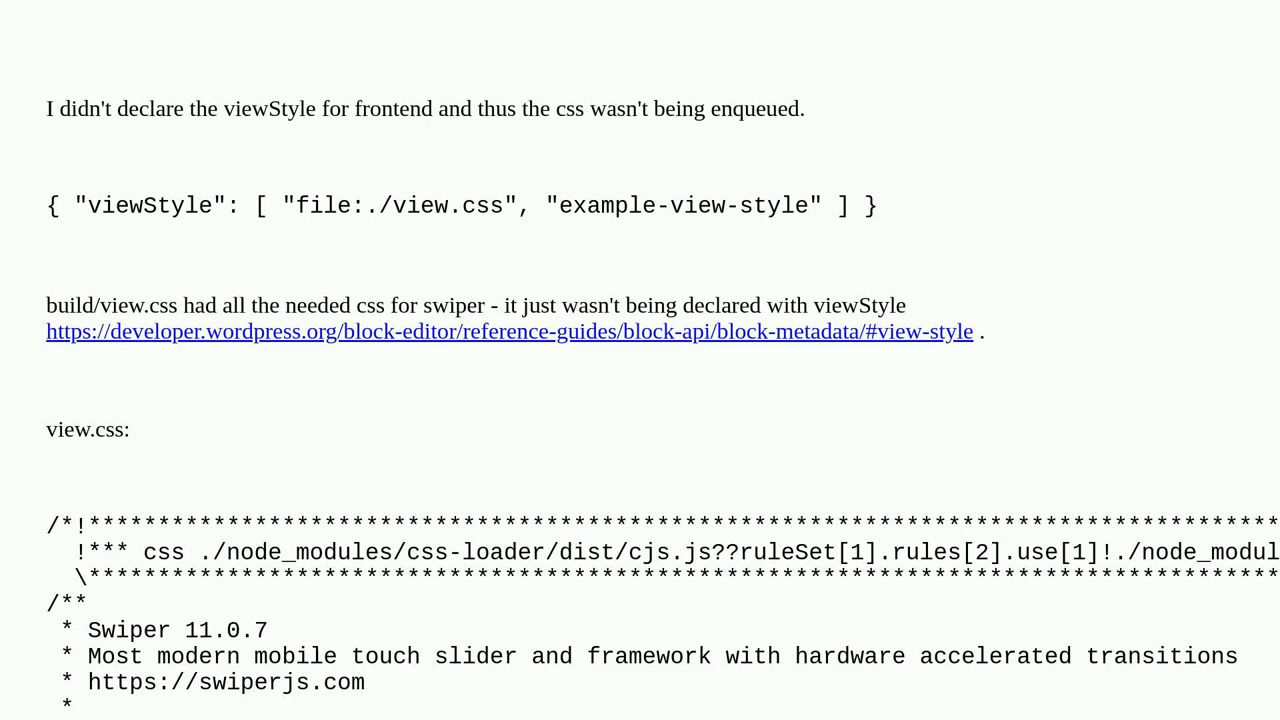 I didn't declare the viewStyle for frontend and thus the css wasn't being enqueued.
{ "viewStyle": [ "file:./view.css", "example-view-style" ] }
build/view.css had all the needed css for swiper - it just wasn't being declared with viewStyle
https://developer.wordpress.org/block-editor/reference-guides/block-api/block-metadata/#view-style .
view.css:
/*!**************************************************************************************
  !*** css ./node_modules/css-loader/dist/cjs.js??ruleSet[1].rules[2].use[1]!./node_modul
  \**************************************************************************************
/**
 * Swiper 11.0.7
 * Most modern mobile touch slider and framework with hardware accelerated transitions
 * https://swiperjs.com
 *